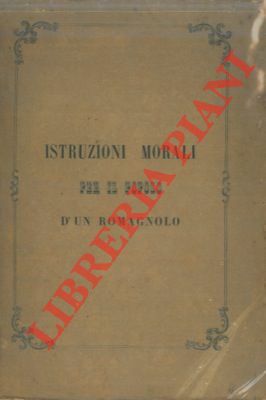 ISTRUZIONI MORALI
PER IL POPOLO
D'UN ROMAGNOLO
LIBRERIA PIANI